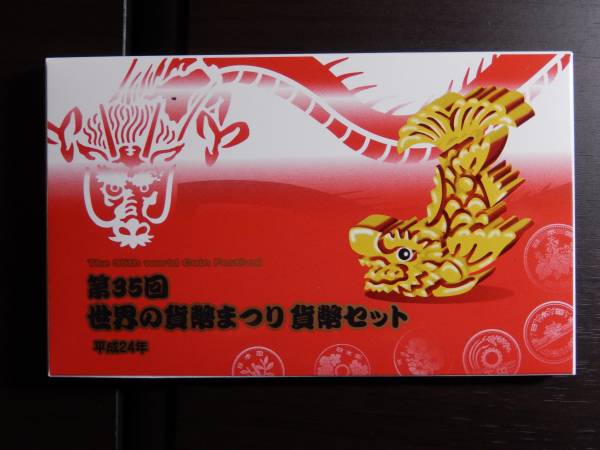 The 35th world Coin Festival
第35回
世界の貨幣まつり 貨幣セット
平成24年